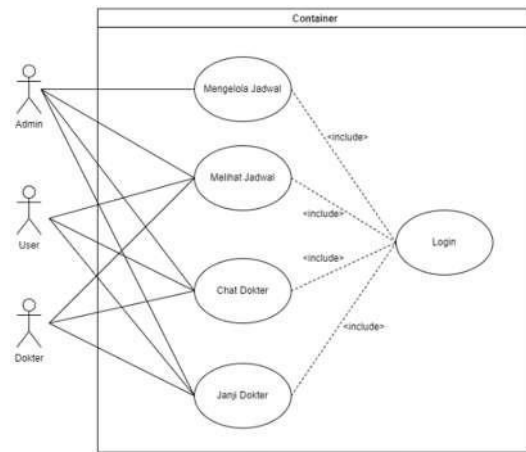 Container
Mengelola Jadwal
Admin
<include>
Melihat Jadwal
<include>
User
Login
<include>
Chat Dokter
<include>
Dokter
Janji Dokter